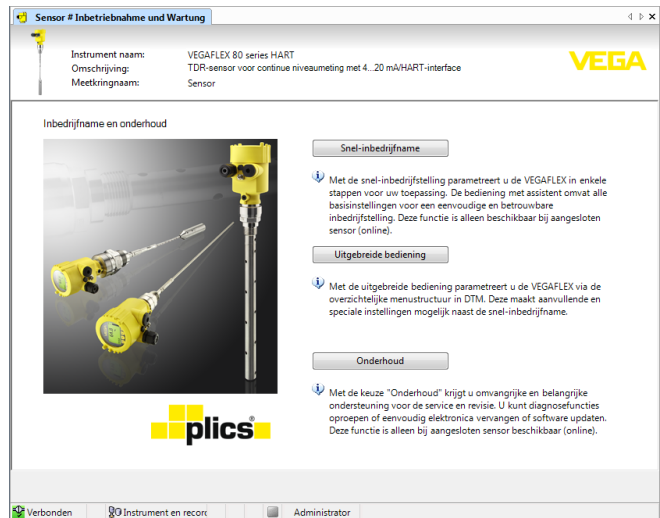 Sensor # Inbetriebnahme und Wartung
Instrument naam: VEGAFLEX 80 series HART
Omschrijving: TDR-sensor voor continue niveaumeting met 4...20 mA/HART-interface
Meetkringnaam: Sensor
VEGA
Inbedrijfname en onderhoud
Snel-inbedrijfname
Met de snel-inbedrijfstelling parametreert u de VEGAFLEX in enkele
stappen voor uw toepassing. De bediening met assistent omvat alle
basisinstellingen voor een eenvoudige en betrouwbare
inbedrijfstelling. Deze functie is alleen beschikbaar bij aangesloten
sensor (online).
Uitgebreide bediening
Met de uitgebreide bediening parametreert u de VEGAFLEX via de
overzichtelijke menustructuur in DTM. Deze maakt aanvullende en
speciale instellingen mogelijk naast de snel-inbedrijfname.
Onderhoud
Met de keuze "Onderhoud" krijgt u omvangrijke en belangrijke
ondersteuning voor de service en revisie. U kunt diagnosefuncties
oproepen of eenvoudig elektronica vervangen of software updaten.
Deze functie is alleen bij aangesloten sensor beschikbaar (online).
plics®
Verbonden Instrument en record Administrator